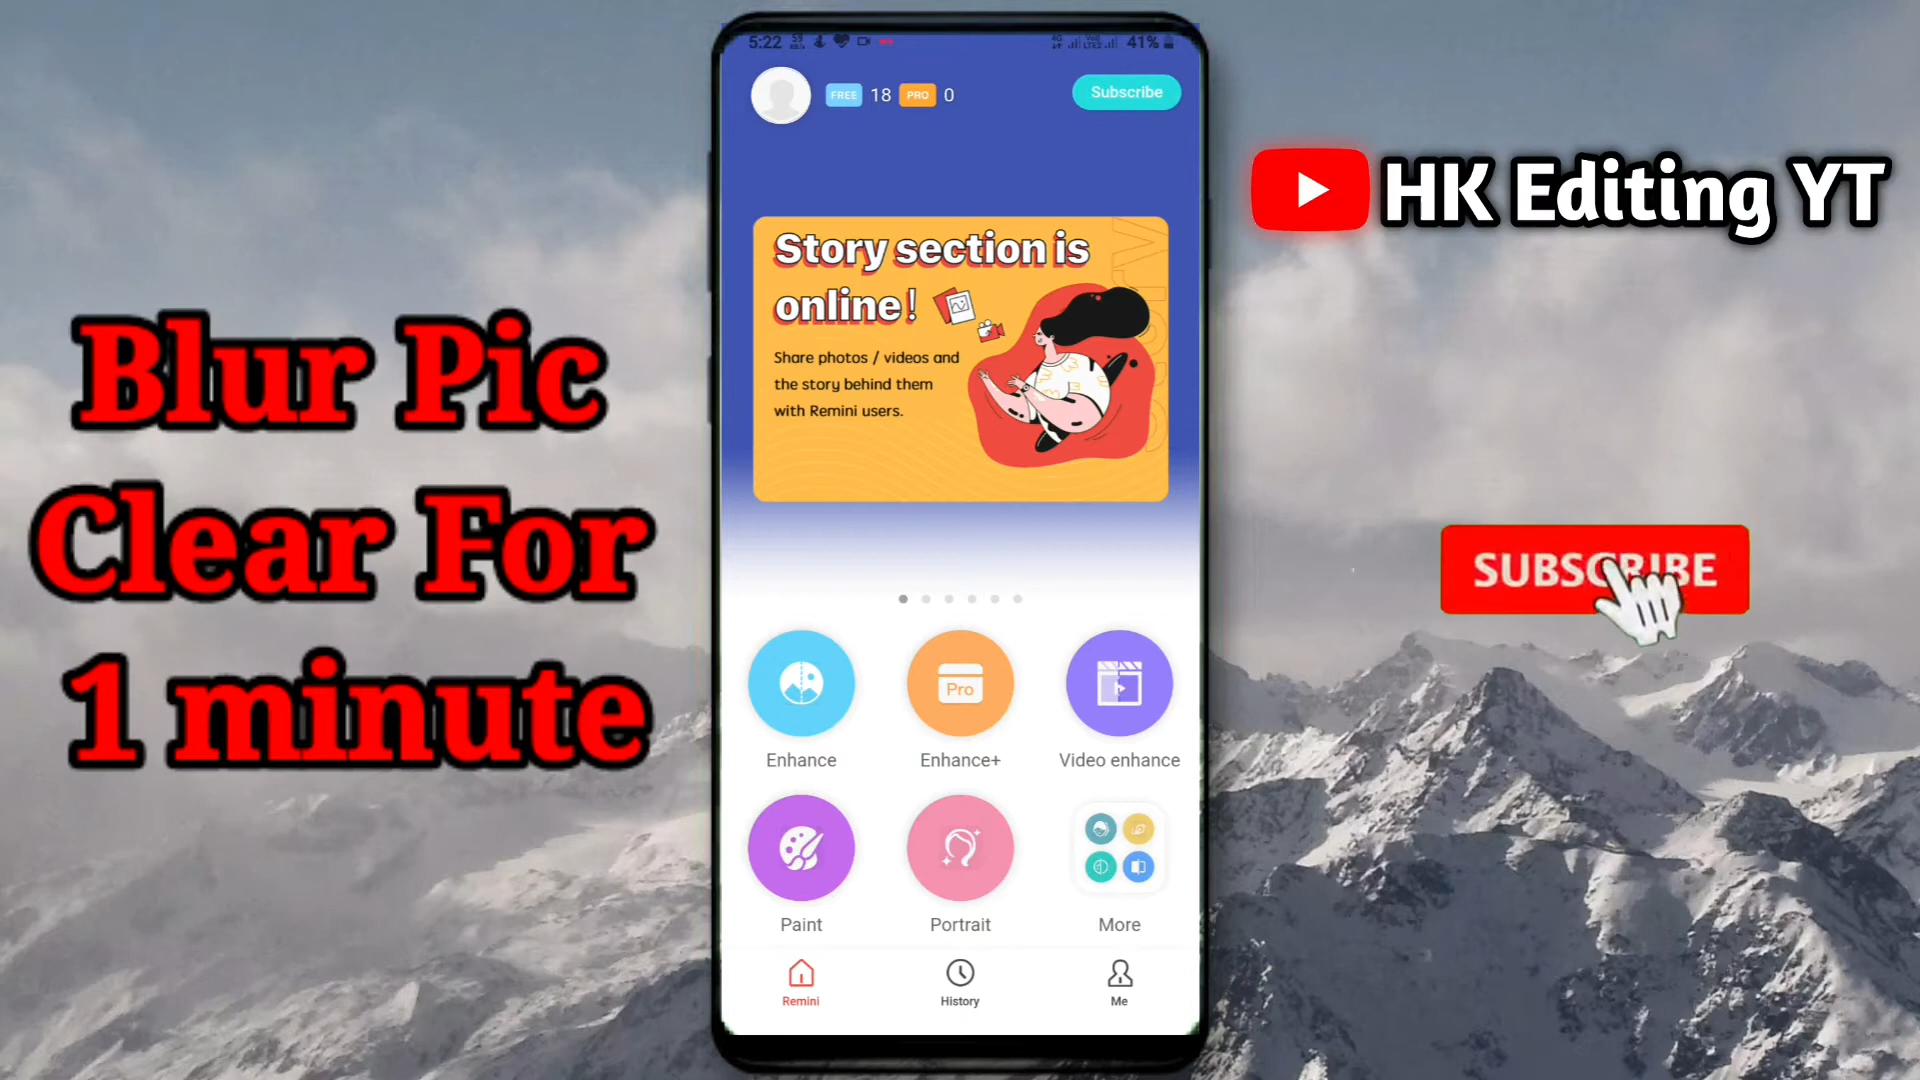 Blur Pic
Clear For
1 minute
5:22
41%
FREE 18 PRO 0
Subscribe
Story section is
online!
Share photos / videos and
the story behind them
with Remini users.
Enhance
Pro
Enhance+
Video enhance
Paint
Portrait
More
Remini
History
Me
HK Editing YT
SUBSCRIBE